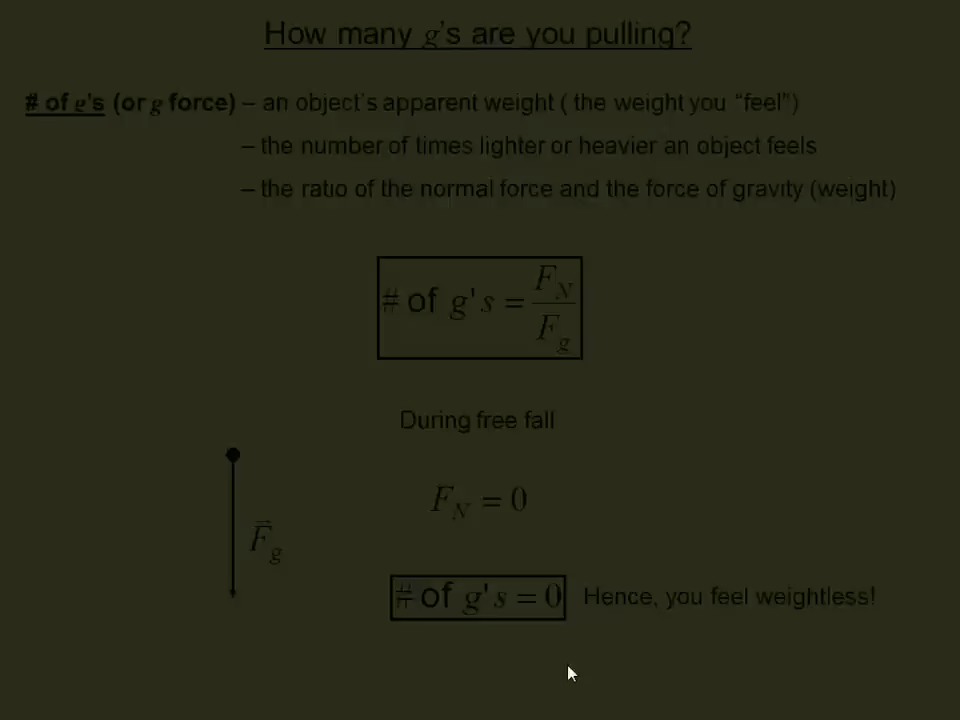 How many g's are you pulling?
# of g's (or g force) – an object's apparent weight ( the weight you “feel”)
– the number of times lighter or heavier an object feels
– the ratio of the normal force and the force of gravity (weight)
# of g's = F_N / F_g
During free fall
F_N = 0
F⃗_g
# of g's = 0 Hence, you feel weightless!